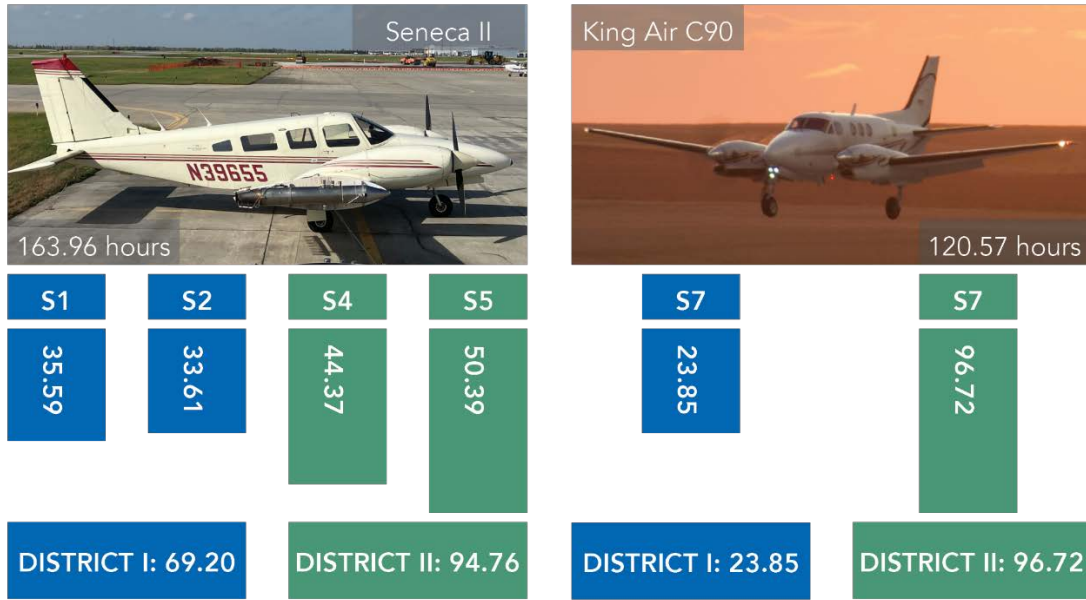 Seneca II
N39655
163.96 hours
King Air C90
120.57 hours
S1
S2
S4
S5
S7
S7
35.59
33.61
44.37
50.39
23.85
96.72
DISTRICT I: 69.20
DISTRICT II: 94.76
DISTRICT I: 23.85
DISTRICT II: 96.72